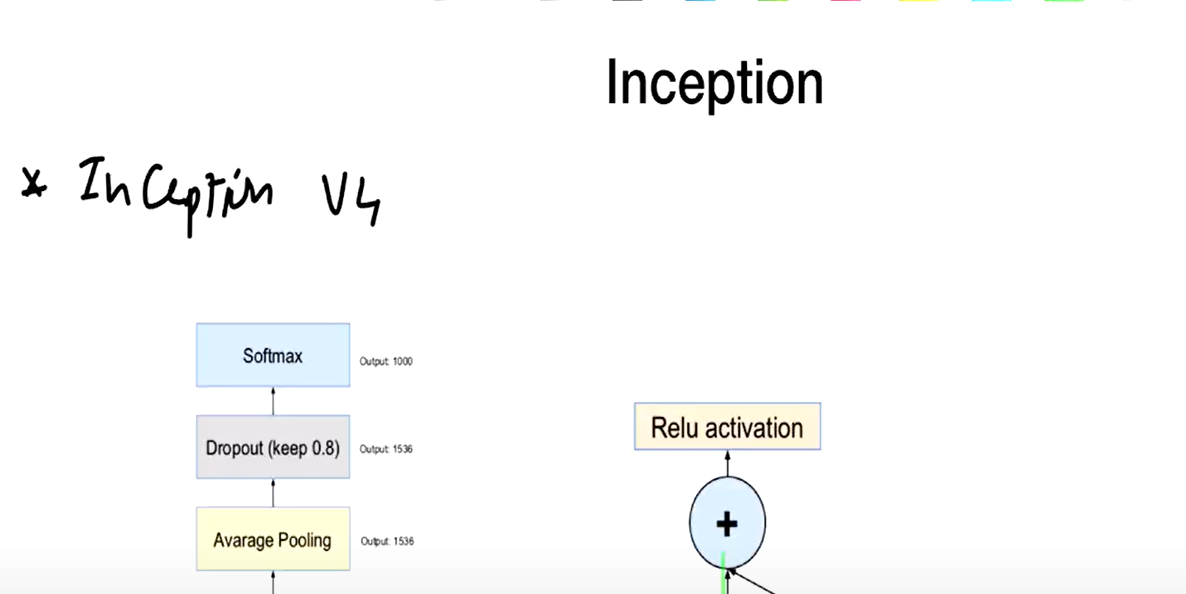 Inception
* Inception V4
Softmax
Output: 1000
Dropout (keep 0.8)
Output: 1536
Avarage Pooling
Output: 1536
Relu activation
+